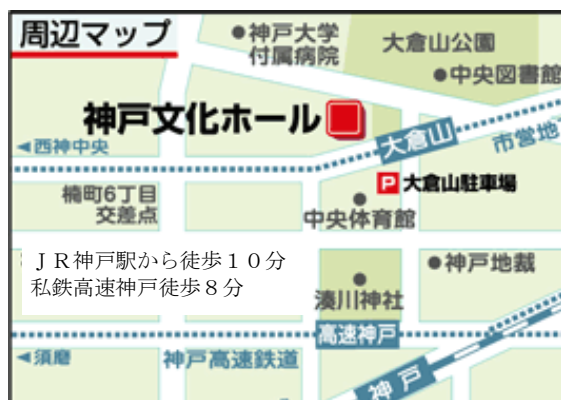 周辺マップ
神戸大学
付属病院
大倉山公園
中央図書館
神戸文化ホール
大倉山
市営地
◀西神中央
P 大倉山駐車場
楠町6丁目
交差点
中央体育館
ＪＲ神戸駅から徒歩１０分
私鉄高速神戸徒歩８分
神戸地裁
湊川神社
高速神戸
◀須磨
神戸高速鉄道
神戸